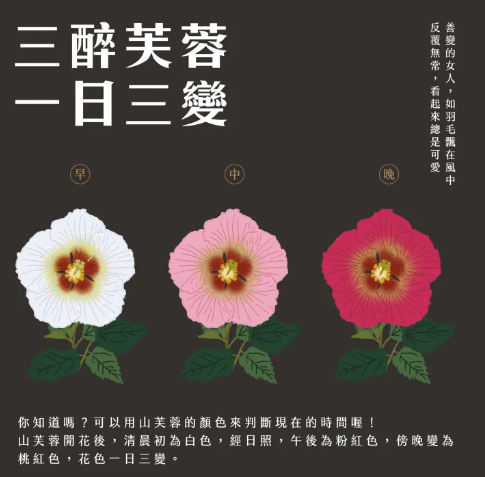 三醉芙蓉
一日三變
善變的女人，如羽毛飄在風中
反覆無常，看起來總是可愛
早
中
晚
你知道嗎？可以用山芙蓉的顏色來判斷現在的時間喔！
山芙蓉開花後，清晨初為白色，經日照，午後為粉紅色，傍晚變為
桃紅色，花色一日三變。